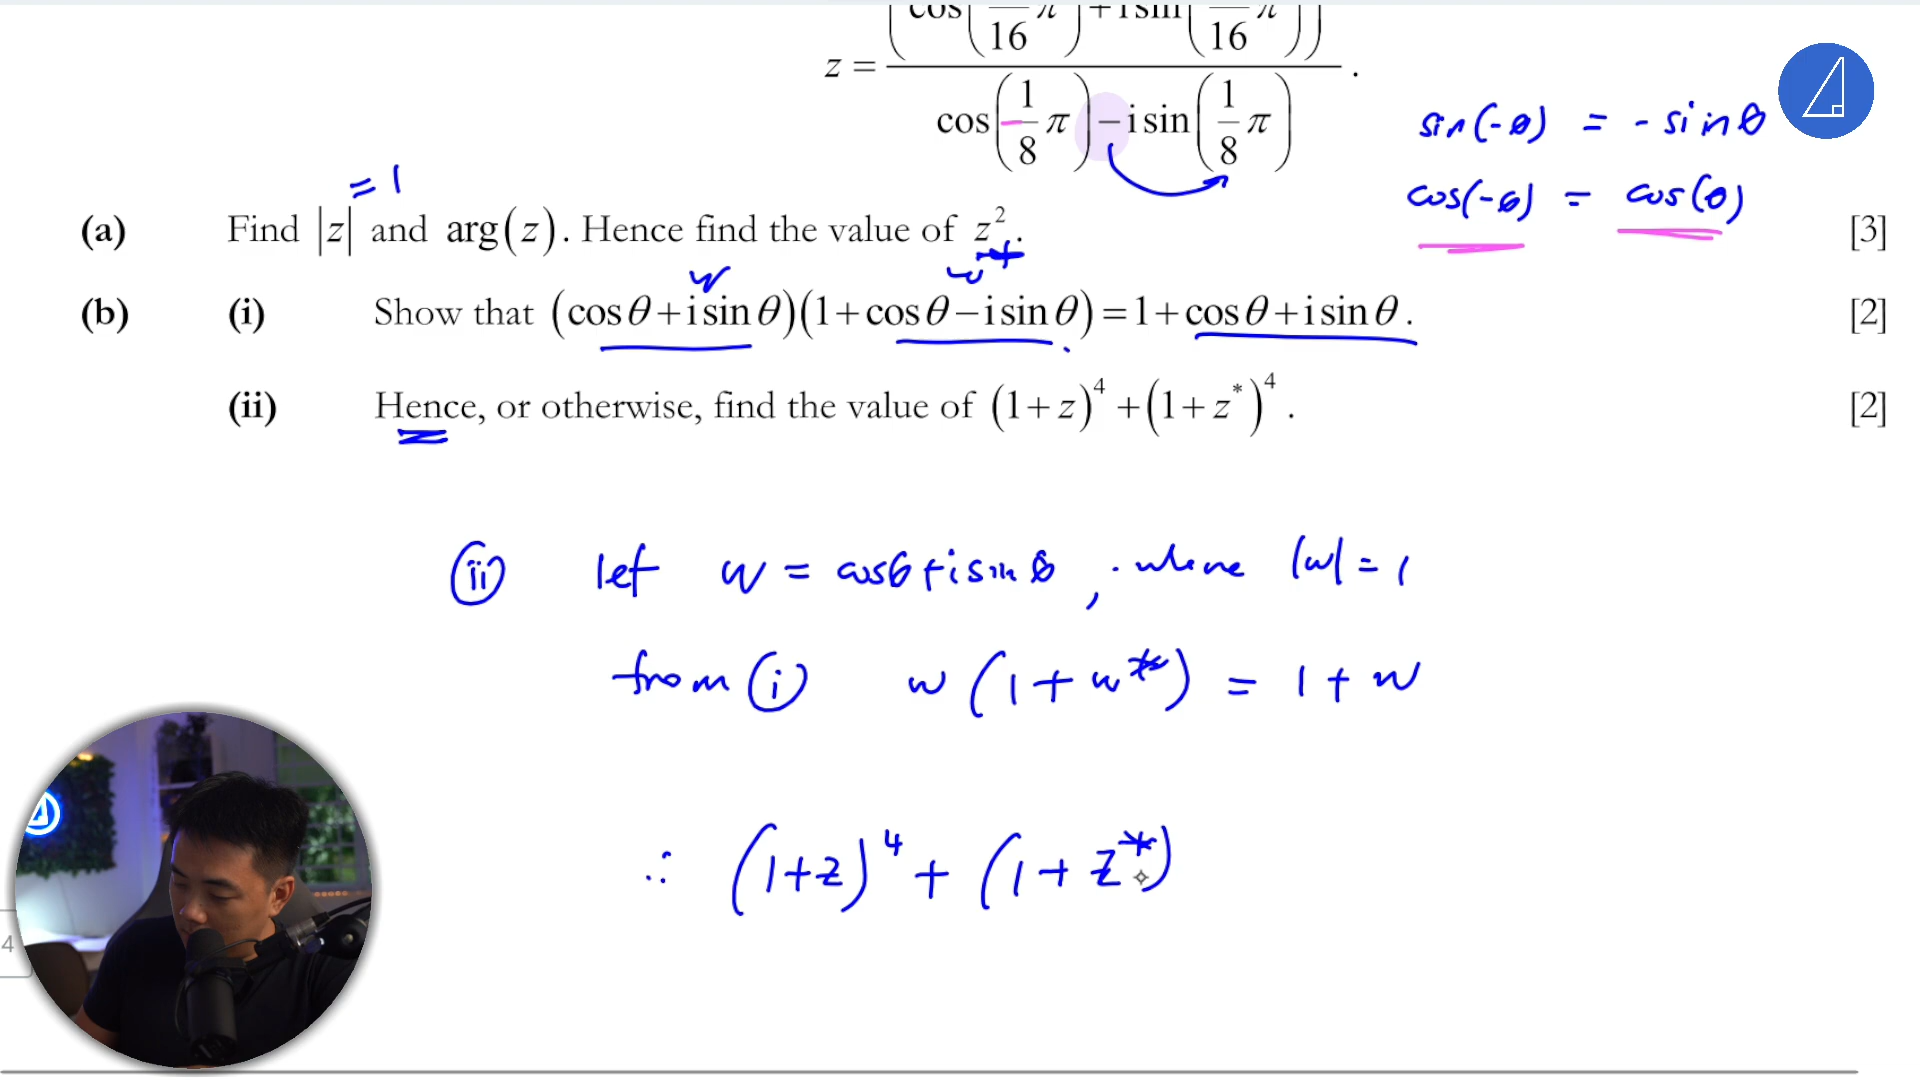 cos( /16 π) + i sin( /16 π))
z = ―――――――― .
cos(1/8 π) − i sin(1/8 π)
sin(-θ) = - sinθ
cos(-θ) = cos(θ)
= 1
(a) Find |z| and arg(z). Hence find the value of z². [3]
w w*
(b) (i) Show that (cosθ + i sinθ)(1 + cosθ − i sinθ) = 1 + cosθ + i sinθ. [2]
(ii) Hence, or otherwise, find the value of (1+z)⁴ + (1+z*)⁴. [2]
(ii) let w = cosθ + i sinθ, where |w| = 1
from (i) w(1 + w*) = 1 + w
∴ (1+z)⁴ + (1+z*)
4